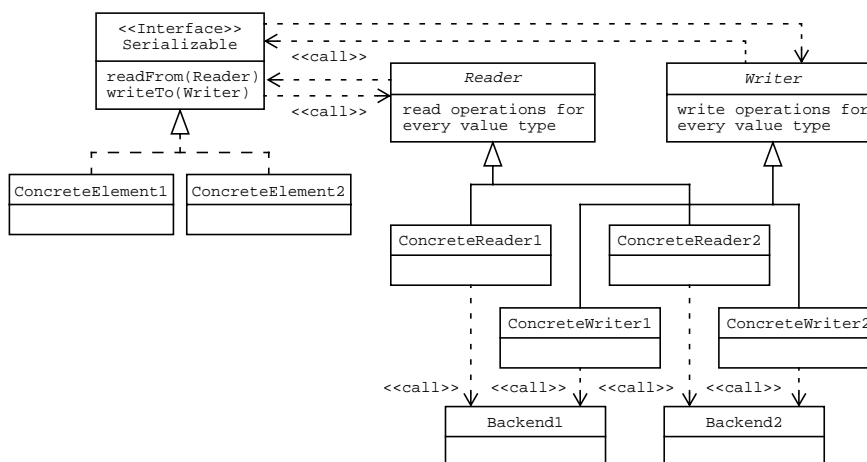 <<Interface>>
Serializable
readFrom(Reader)
writeTo(Writer)
<<call>>
<<call>>
Reader
read operations for
every value type
Writer
write operations for
every value type
ConcreteElement1
ConcreteElement2
ConcreteReader1
ConcreteReader2
ConcreteWriter1
ConcreteWriter2
<<call>>
<<call>>
<<call>>
<<call>>
Backend1
Backend2